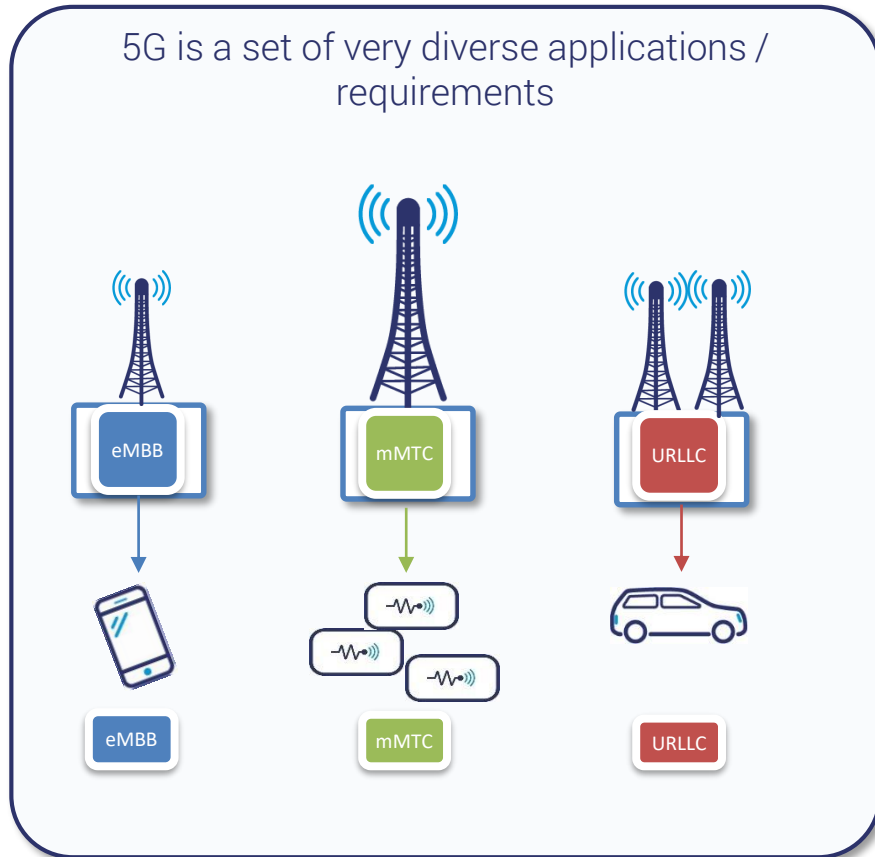 5G is a set of very diverse applications /
requirements
eMBB
mMTC
URLLC
eMBB
mMTC
URLLC